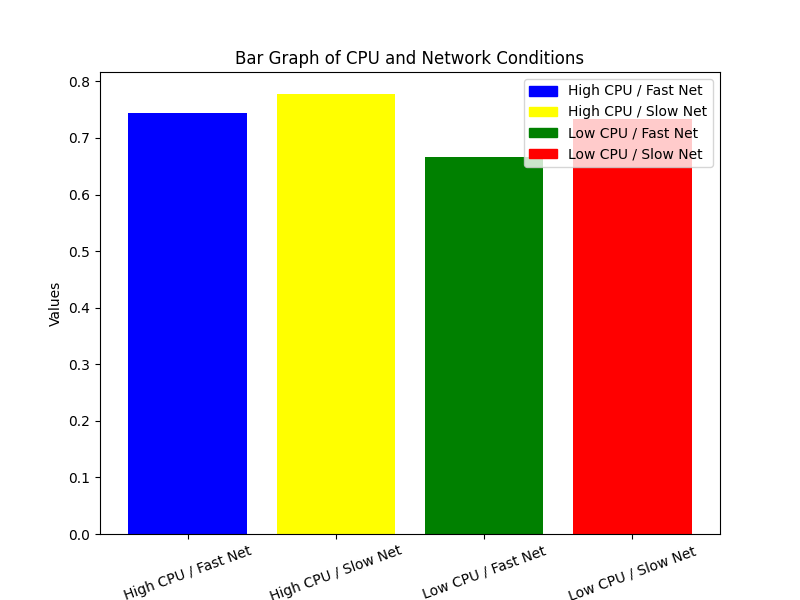 Bar Graph of CPU and Network Conditions
High CPU / Fast Net
High CPU / Slow Net
Low CPU / Fast Net
Low CPU / Slow Net
Values
0.8
0.7
0.6
0.5
0.4
0.3
0.2
0.1
0.0
High CPU / Fast Net
High CPU / Slow Net
Low CPU / Fast Net
Low CPU / Slow Net